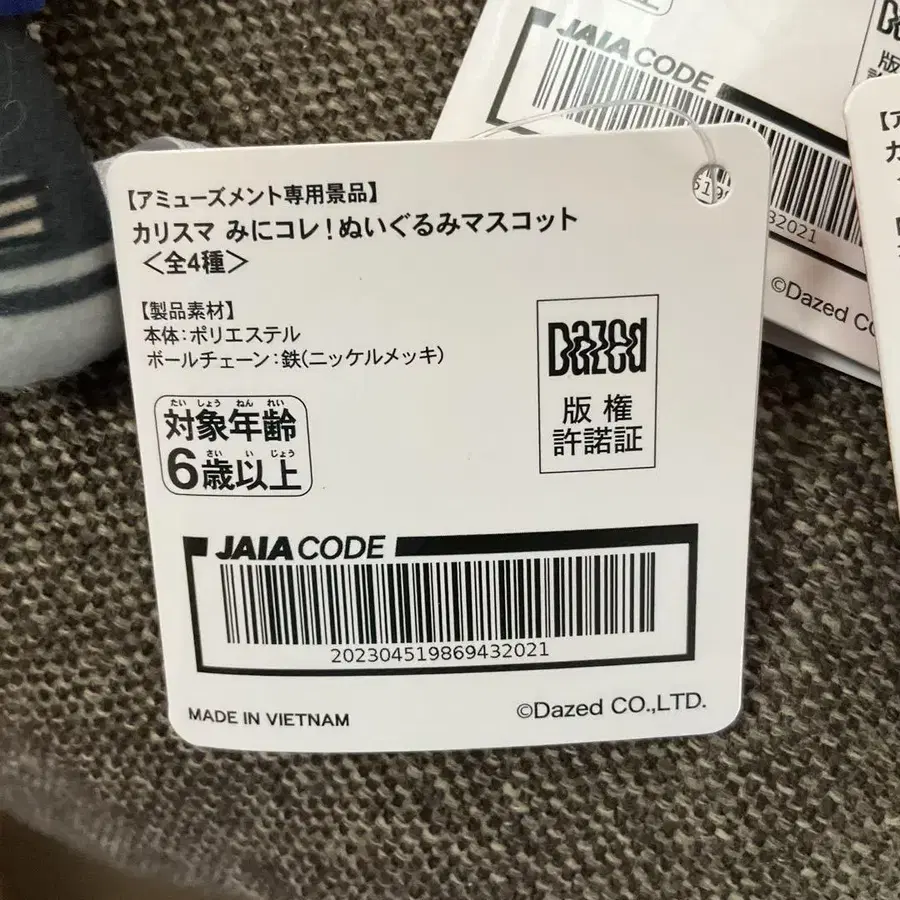 【アミューズメント専用景品】
カリスマ みにコレ！ぬいぐるみマスコット
＜全4種＞
【製品素材】
本体：ポリエステル
ボールチェーン：鉄(ニッケルメッキ)
たい しょう ねん れい
対象年齢
さい い じょう
6歳以上
Dazed
版権
許諾証
JAIA CODE
202304519869432021
MADE IN VIETNAM
©Dazed CO.,LTD.
JAIA CODE
32021
©Dazed
版